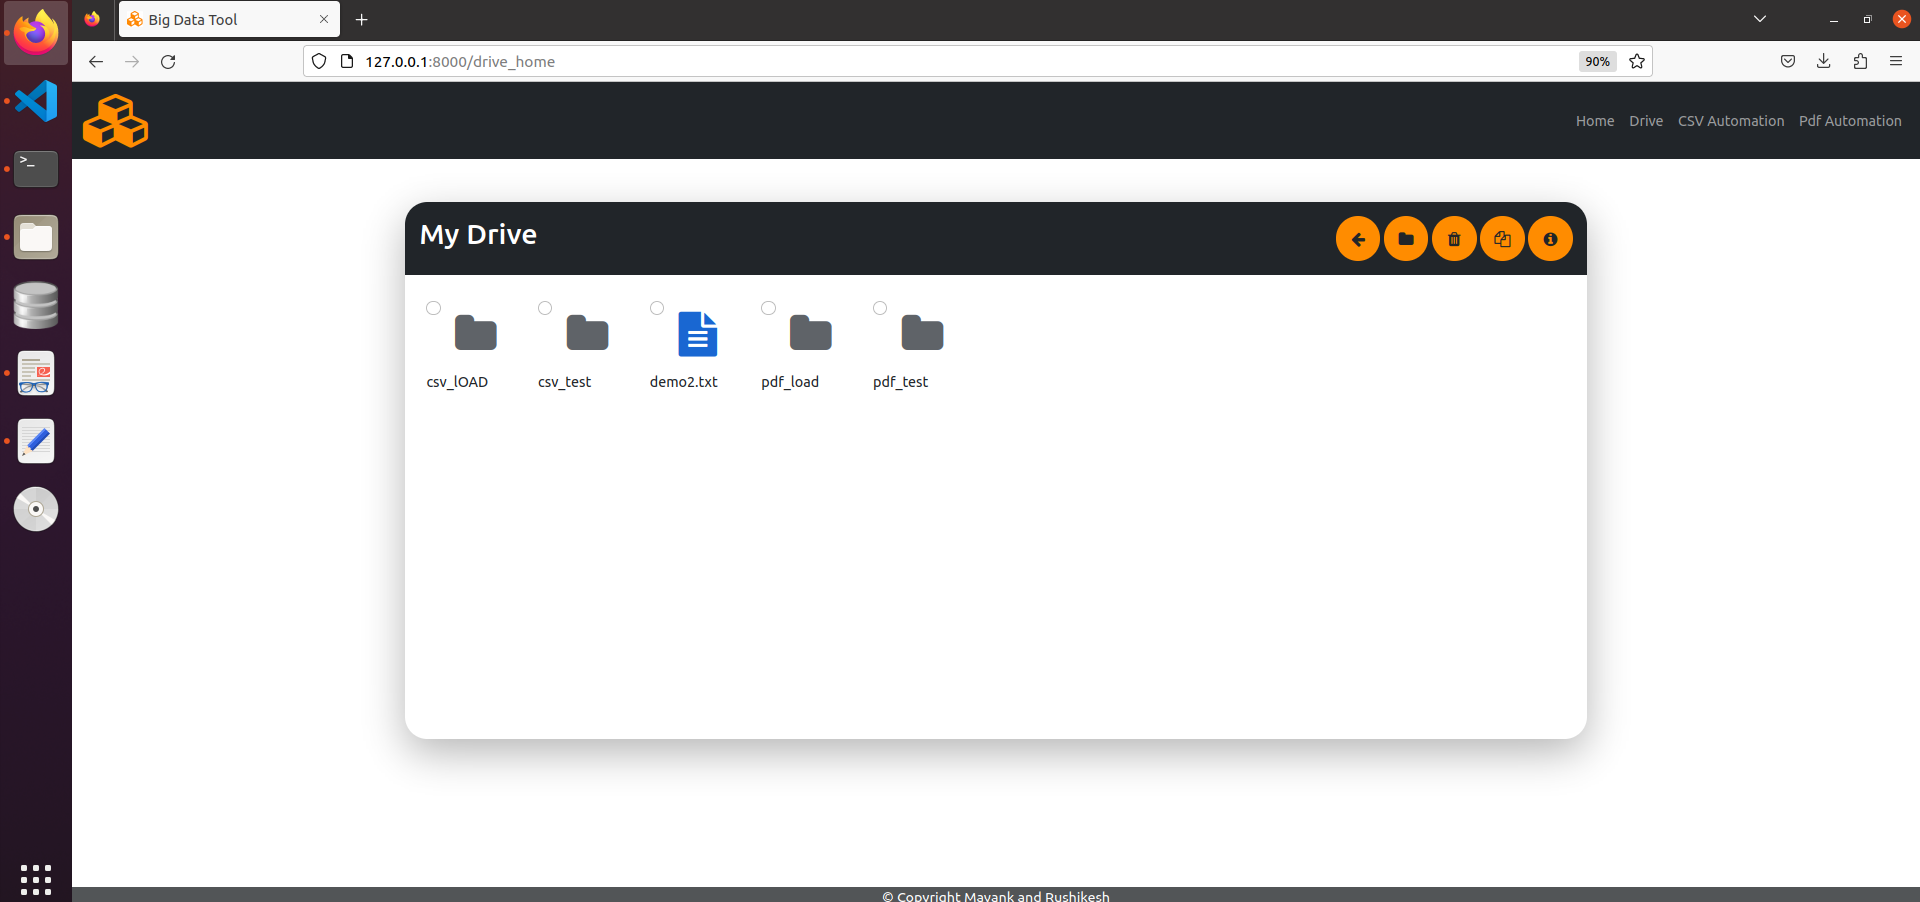 Big Data Tool
127.0.0.1:8000/drive_home
90%
Home Drive CSV Automation Pdf Automation
My Drive
csv_lOAD csv_test demo2.txt pdf_load pdf_test
© Copyright Mayank and Rushikesh